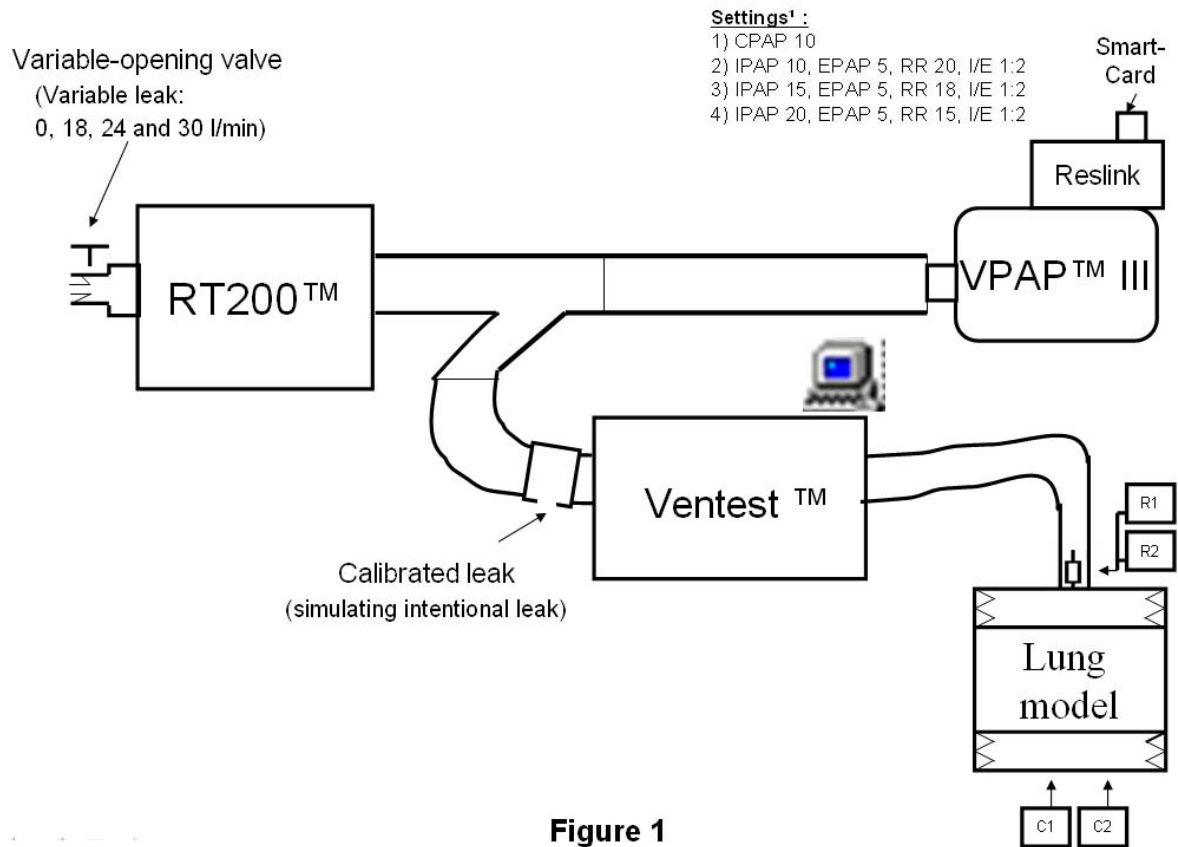 Settings¹ :
1) CPAP 10
2) IPAP 10, EPAP 5, RR 20, I/E 1:2
3) IPAP 15, EPAP 5, RR 18, I/E 1:2
4) IPAP 20, EPAP 5, RR 15, I/E 1:2
Smart-
Card
Variable-opening valve
(Variable leak:
0, 18, 24 and 30 l/min)
Reslink
RT200™
VPAP™ III
Ventest ™
Calibrated leak
(simulating intentional leak)
R1
R2
Lung
model
C1
C2
Figure 1